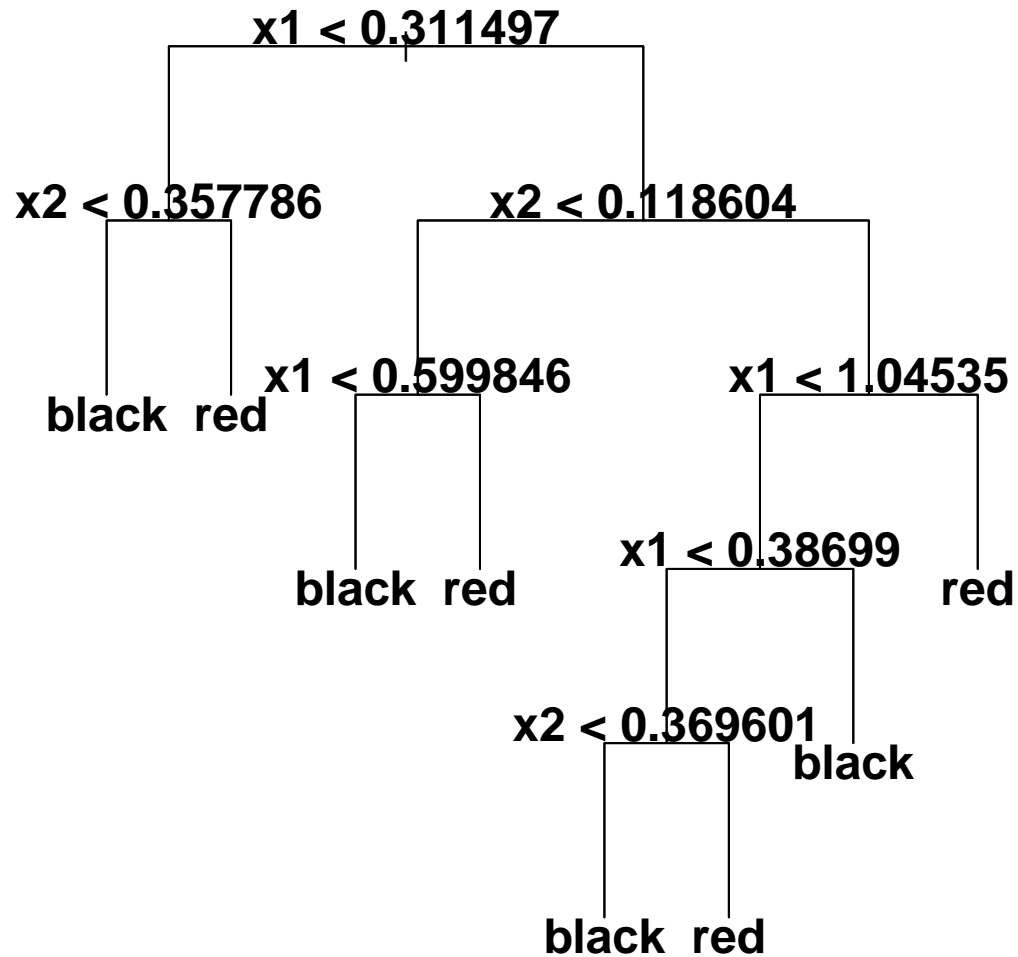 x1 < 0.311497
x2 < 0.357786
x2 < 0.118604
x1 < 0.599846
x1 < 1.04535
black
red
x1 < 0.38699
black
red
red
x2 < 0.369601
black
black
red